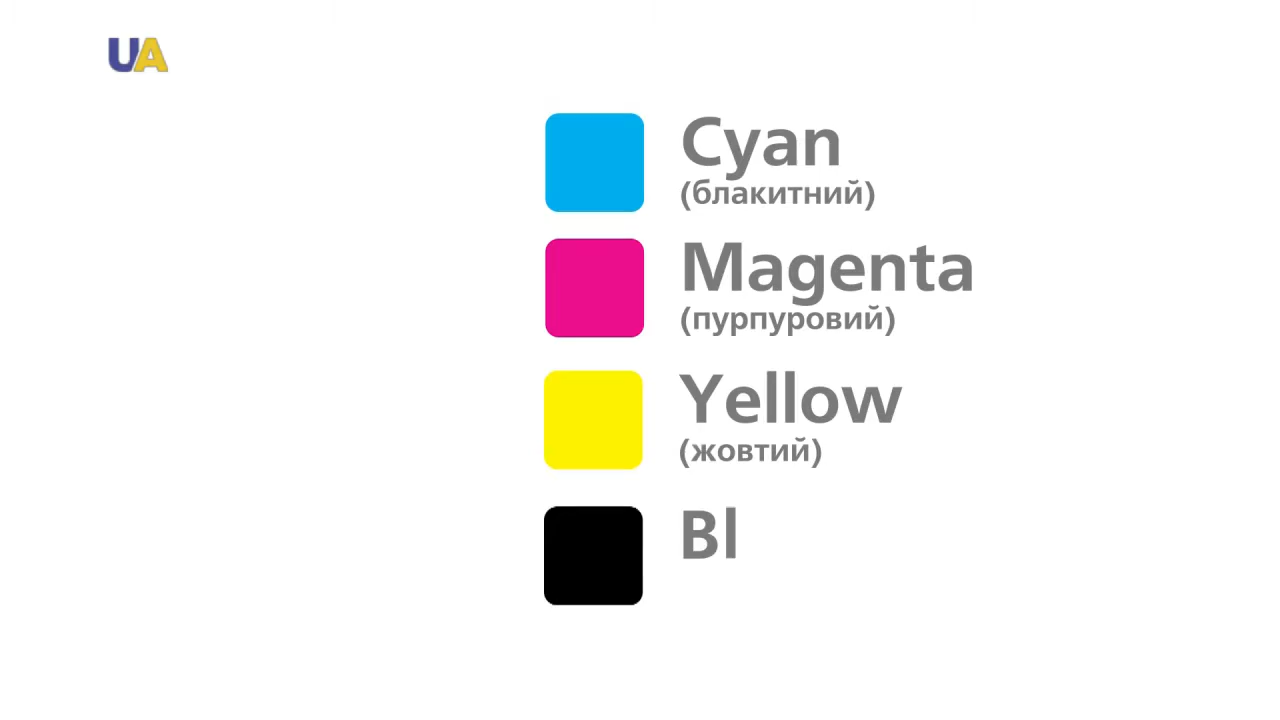 UA
Cyan
(блакитний)
Magenta
(пурпуровий)
Yellow
(жовтий)
Bl